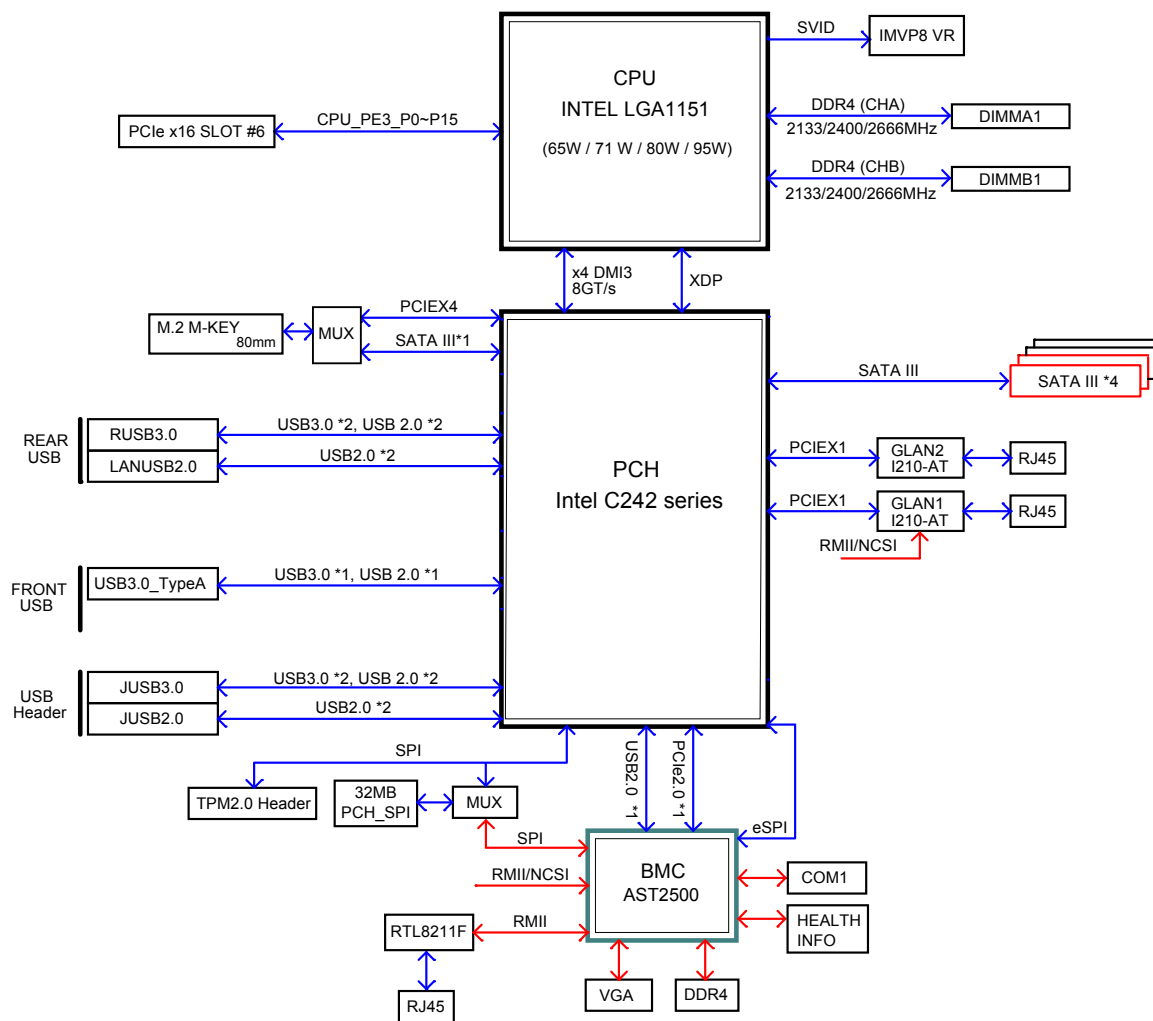 SVID
IMVP8 VR
CPU
INTEL LGA1151
(65W / 71 W / 80W / 95W)
PCIe x16 SLOT #6
CPU_PE3_P0~P15
DDR4 (CHA)
2133/2400/2666MHz
DIMMA1
DDR4 (CHB)
2133/2400/2666MHz
DIMMB1
x4 DMI3
8GT/s
XDP
M.2 M-KEY
80mm
MUX
PCIEX4
SATA III*1
SATA III
SATA III *4
REAR
USB
RUSB3.0
USB3.0 *2, USB 2.0 *2
LANUSB2.0
USB2.0 *2
PCH
Intel C242 series
PCIEX1
GLAN2
I210-AT
RJ45
PCIEX1
GLAN1
I210-AT
RJ45
RMII/NCSI
FRONT
USB
USB3.0_TypeA
USB3.0 *1, USB 2.0 *1
USB
Header
JUSB3.0
USB3.0 *2, USB 2.0 *2
JUSB2.0
USB2.0 *2
SPI
TPM2.0 Header
32MB
PCH_SPI
MUX
SPI
USB2.0 *1
PCIe2.0 *1
eSPI
BMC
AST2500
RMII/NCSI
COM1
HEALTH
INFO
RTL8211F
RMII
RJ45
VGA
DDR4